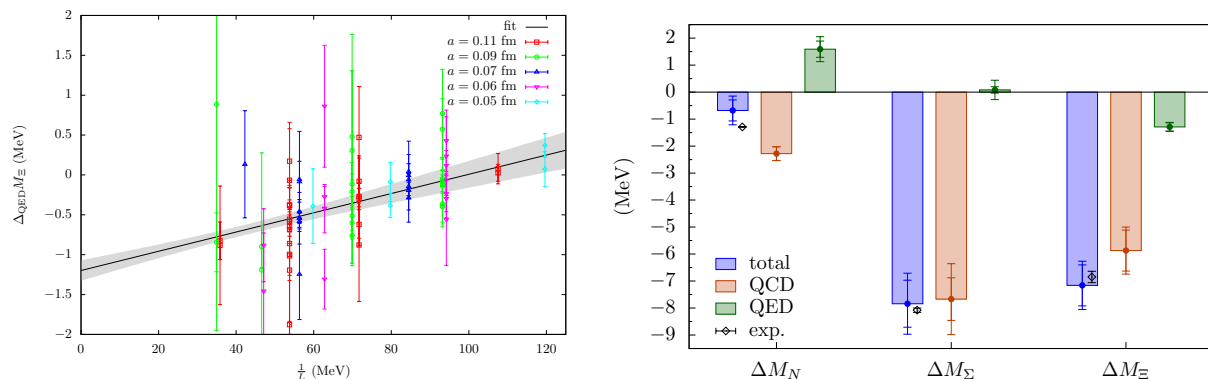 2
1.5
1
0.5
0
−0.5
−1
−1.5
−2
Δ_QED M_Ξ (MeV)
fit
a = 0.11 fm
a = 0.09 fm
a = 0.07 fm
a = 0.06 fm
a = 0.05 fm
0 20 40 60 80 100 120
1/L (MeV)
2
1
0
−1
−2
−3
−4
−5
−6
−7
−8
−9
(MeV)
total
QCD
QED
exp.
ΔM_N ΔM_Σ ΔM_Ξ